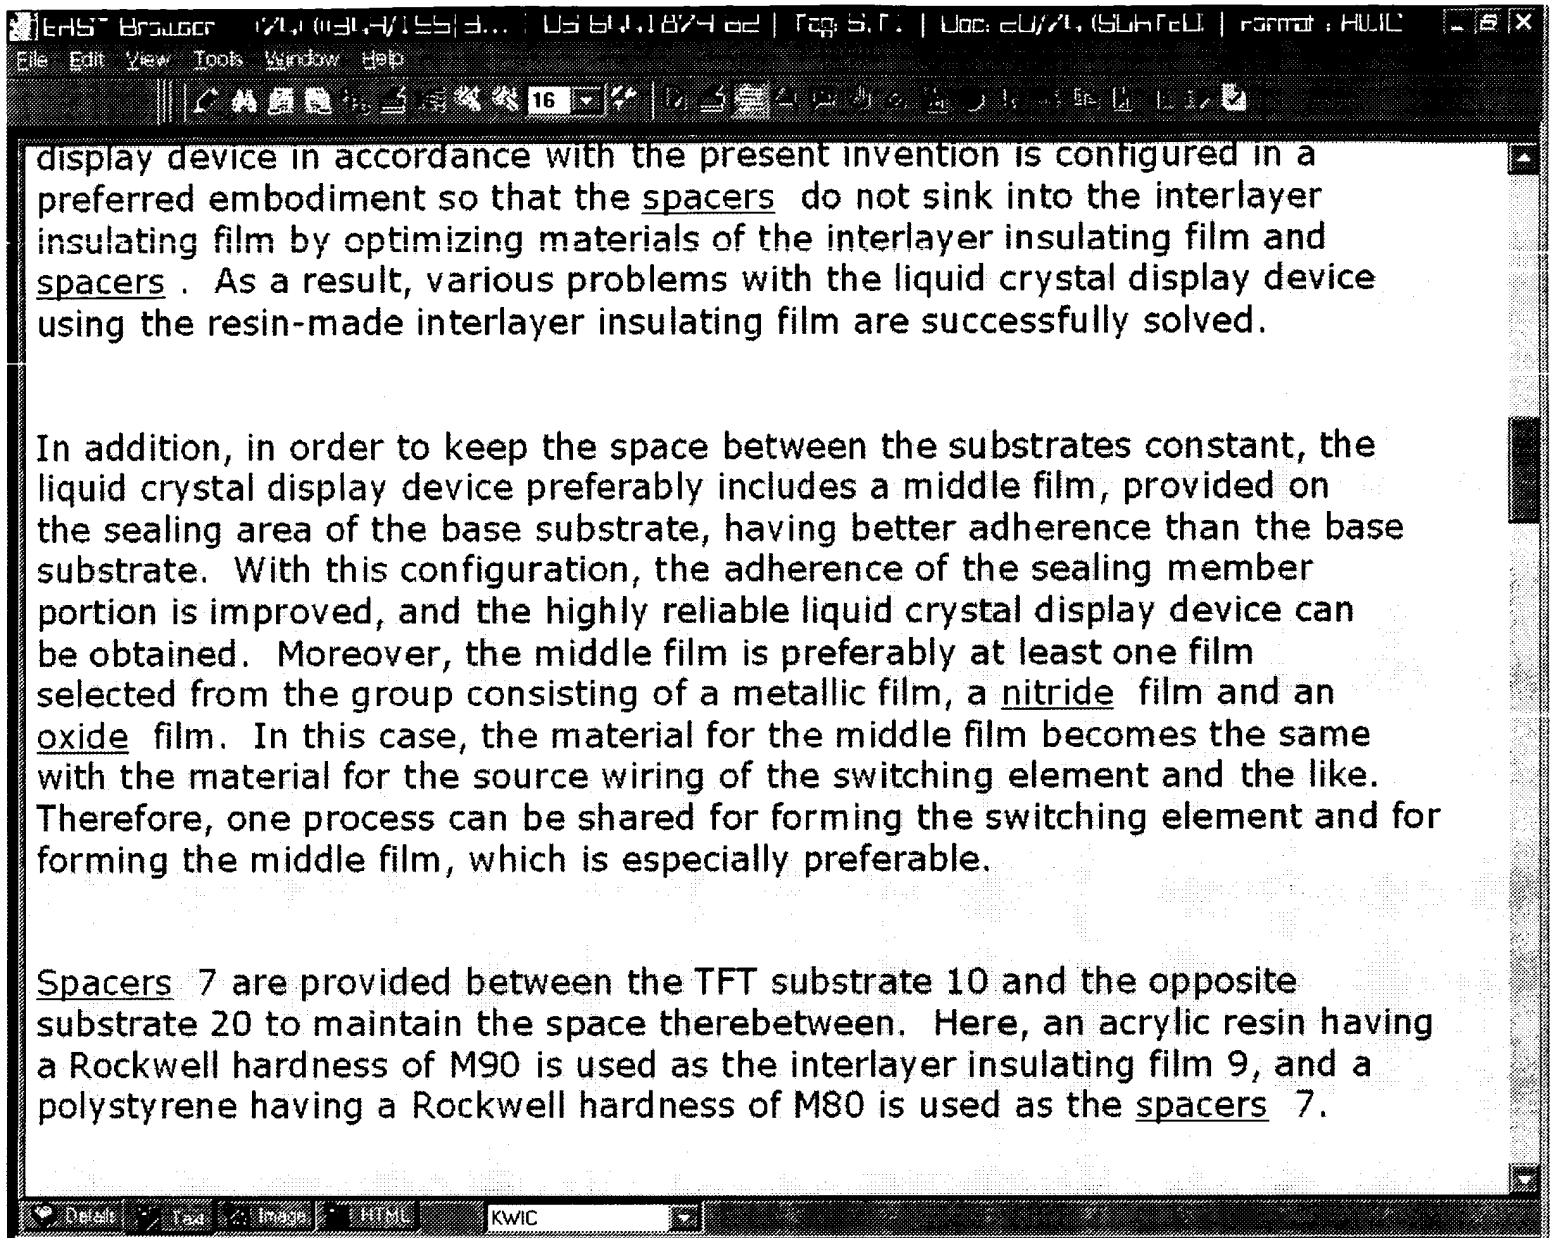 Browser
File Edit View Tools Window Help
16
display device in accordance with the present invention is configured in a
preferred embodiment so that the spacers do not sink into the interlayer
insulating film by optimizing materials of the interlayer insulating film and
spacers . As a result, various problems with the liquid crystal display device
using the resin-made interlayer insulating film are successfully solved.
In addition, in order to keep the space between the substrates constant, the
liquid crystal display device preferably includes a middle film, provided on
the sealing area of the base substrate, having better adherence than the base
substrate. With this configuration, the adherence of the sealing member
portion is improved, and the highly reliable liquid crystal display device can
be obtained. Moreover, the middle film is preferably at least one film
selected from the group consisting of a metallic film, a nitride film and an
oxide film. In this case, the material for the middle film becomes the same
with the material for the source wiring of the switching element and the like.
Therefore, one process can be shared for forming the switching element and for
forming the middle film, which is especially preferable.
Spacers 7 are provided between the TFT substrate 10 and the opposite
substrate 20 to maintain the space therebetween. Here, an acrylic resin having
a Rockwell hardness of M90 is used as the interlayer insulating film 9, and a
polystyrene having a Rockwell hardness of M80 is used as the spacers 7.
Details Text Image HTML KWIC